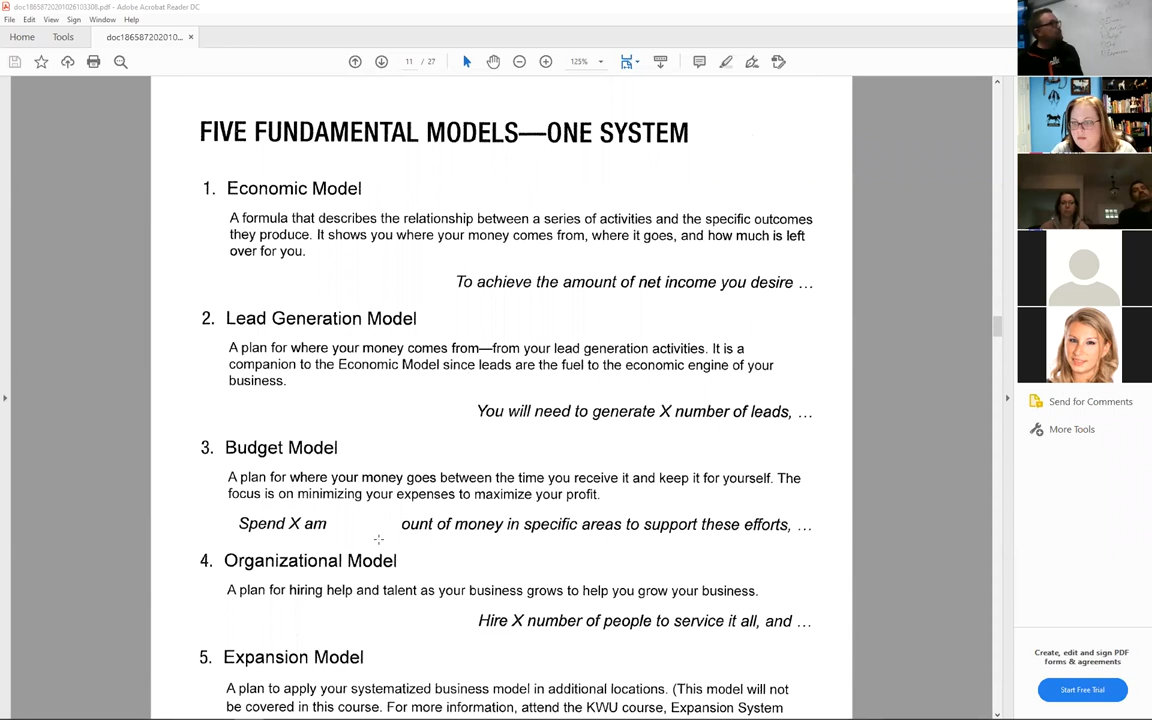 doc18658720201026103308.pdf - Adobe Acrobat Reader DC
File Edit View Sign Window Help
Home Tools doc187658720201... ×
11 / 27 125%
FIVE FUNDAMENTAL MODELS—ONE SYSTEM
1. Economic Model
A formula that describes the relationship between a series of activities and the specific outcomes
they produce. It shows you where your money comes from, where it goes, and how much is left
over for you.
To achieve the amount of net income you desire ...
2. Lead Generation Model
A plan for where your money comes from—from your lead generation activities. It is a
companion to the Economic Model since leads are the fuel to the economic engine of your
business.
You will need to generate X number of leads, ...
3. Budget Model
A plan for where your money goes between the time you receive it and keep it for yourself. The
focus is on minimizing your expenses to maximize your profit.
Spend X am ount of money in specific areas to support these efforts, ...
4. Organizational Model
A plan for hiring help and talent as your business grows to help you grow your business.
Hire X number of people to service it all, and ...
5. Expansion Model
A plan to apply your systematized business model in additional locations. (This model will not
be covered in this course. For more information, attend the KWU course, Expansion System
Send for Comments
More Tools
Create, edit and sign PDF
forms & agreements
Start Free Trial